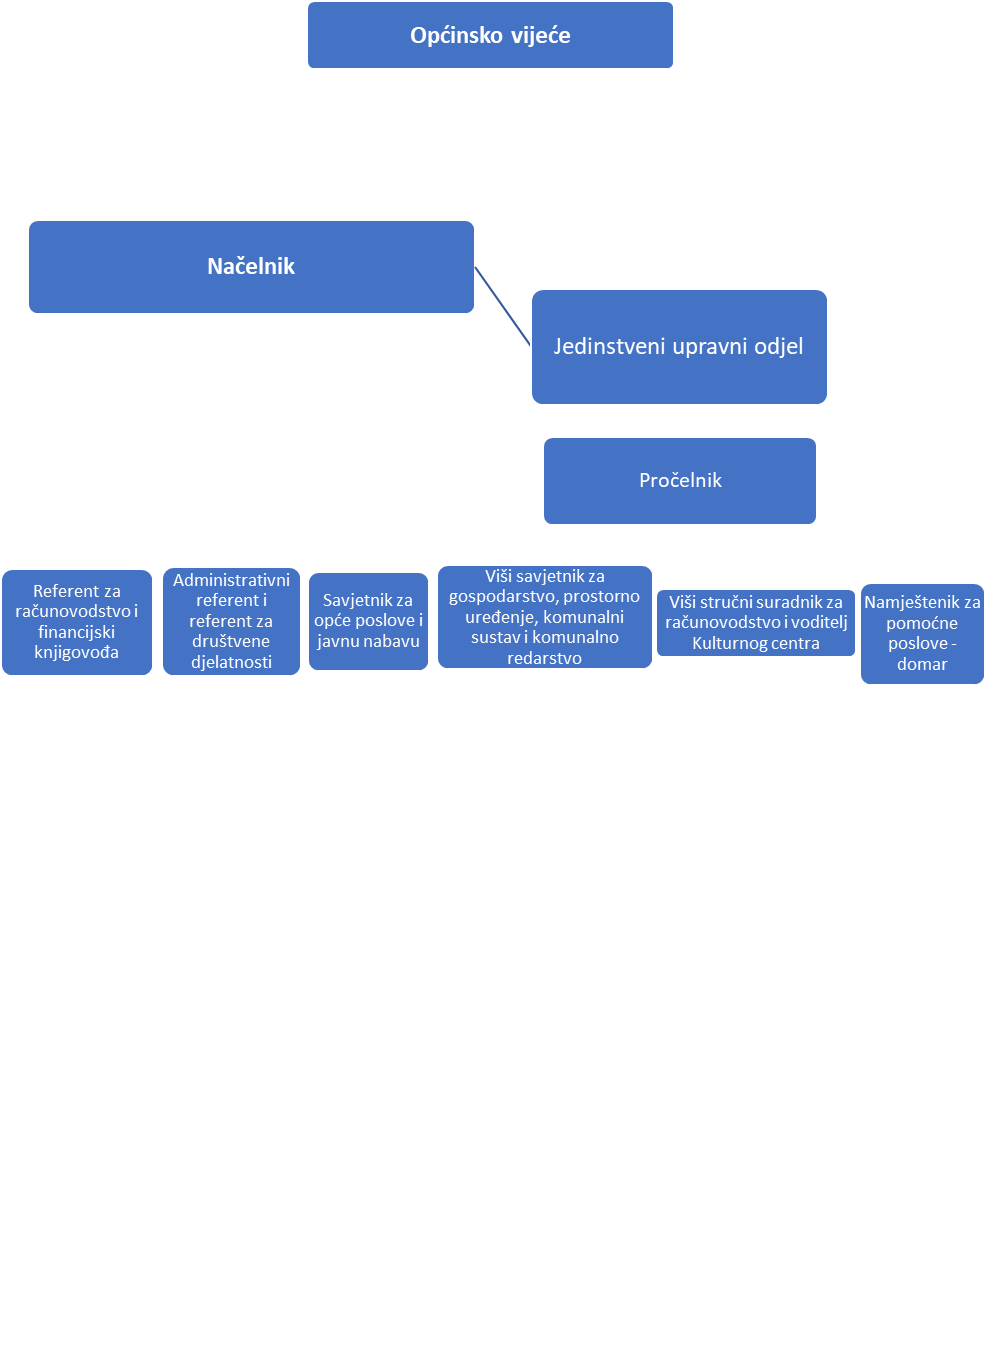 Općinsko vijeće
Načelnik
Jedinstveni upravni odjel
Pročelnik
Referent za
računovodstvo i
financijski
knjigovođa
Administrativni
referent i
referent za
društvene
djelatnosti
Savjetnik za
opće poslove i
javnu nabavu
Viši savjetnik za
gospodarstvo, prostorno
uređenje, komunalni
sustav i komunalno
redarstvo
Viši stručni suradnik za
računovodstvo i voditelj
Kulturnog centra
Namještenik za
pomoćne
poslove -
domar